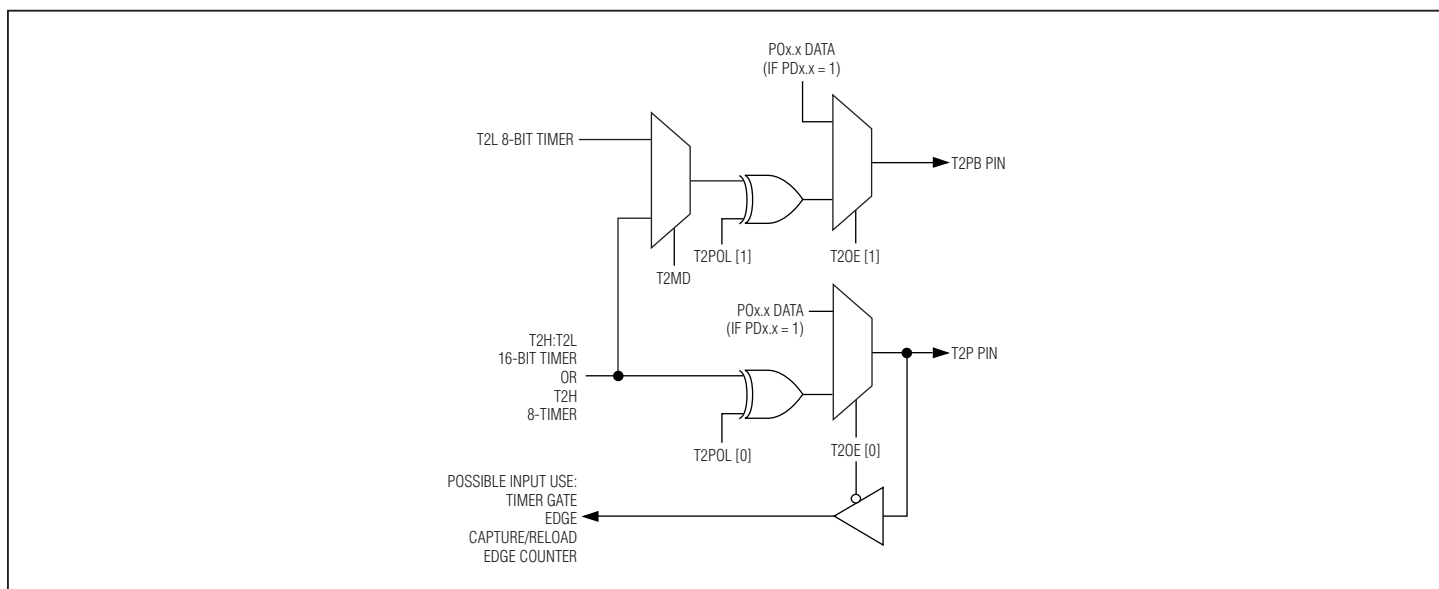 POx.x DATA
(IF PDx.x = 1)
T2L 8-BIT TIMER
T2PB PIN
T2POL [1]
T2OE [1]
T2MD
POx.x DATA
(IF PDx.x = 1)
T2H:T2L
16-BIT TIMER
OR
T2H
8-TIMER
T2P PIN
T2POL [0]
T2OE [0]
POSSIBLE INPUT USE:
TIMER GATE
EDGE
CAPTURE/RELOAD
EDGE COUNTER